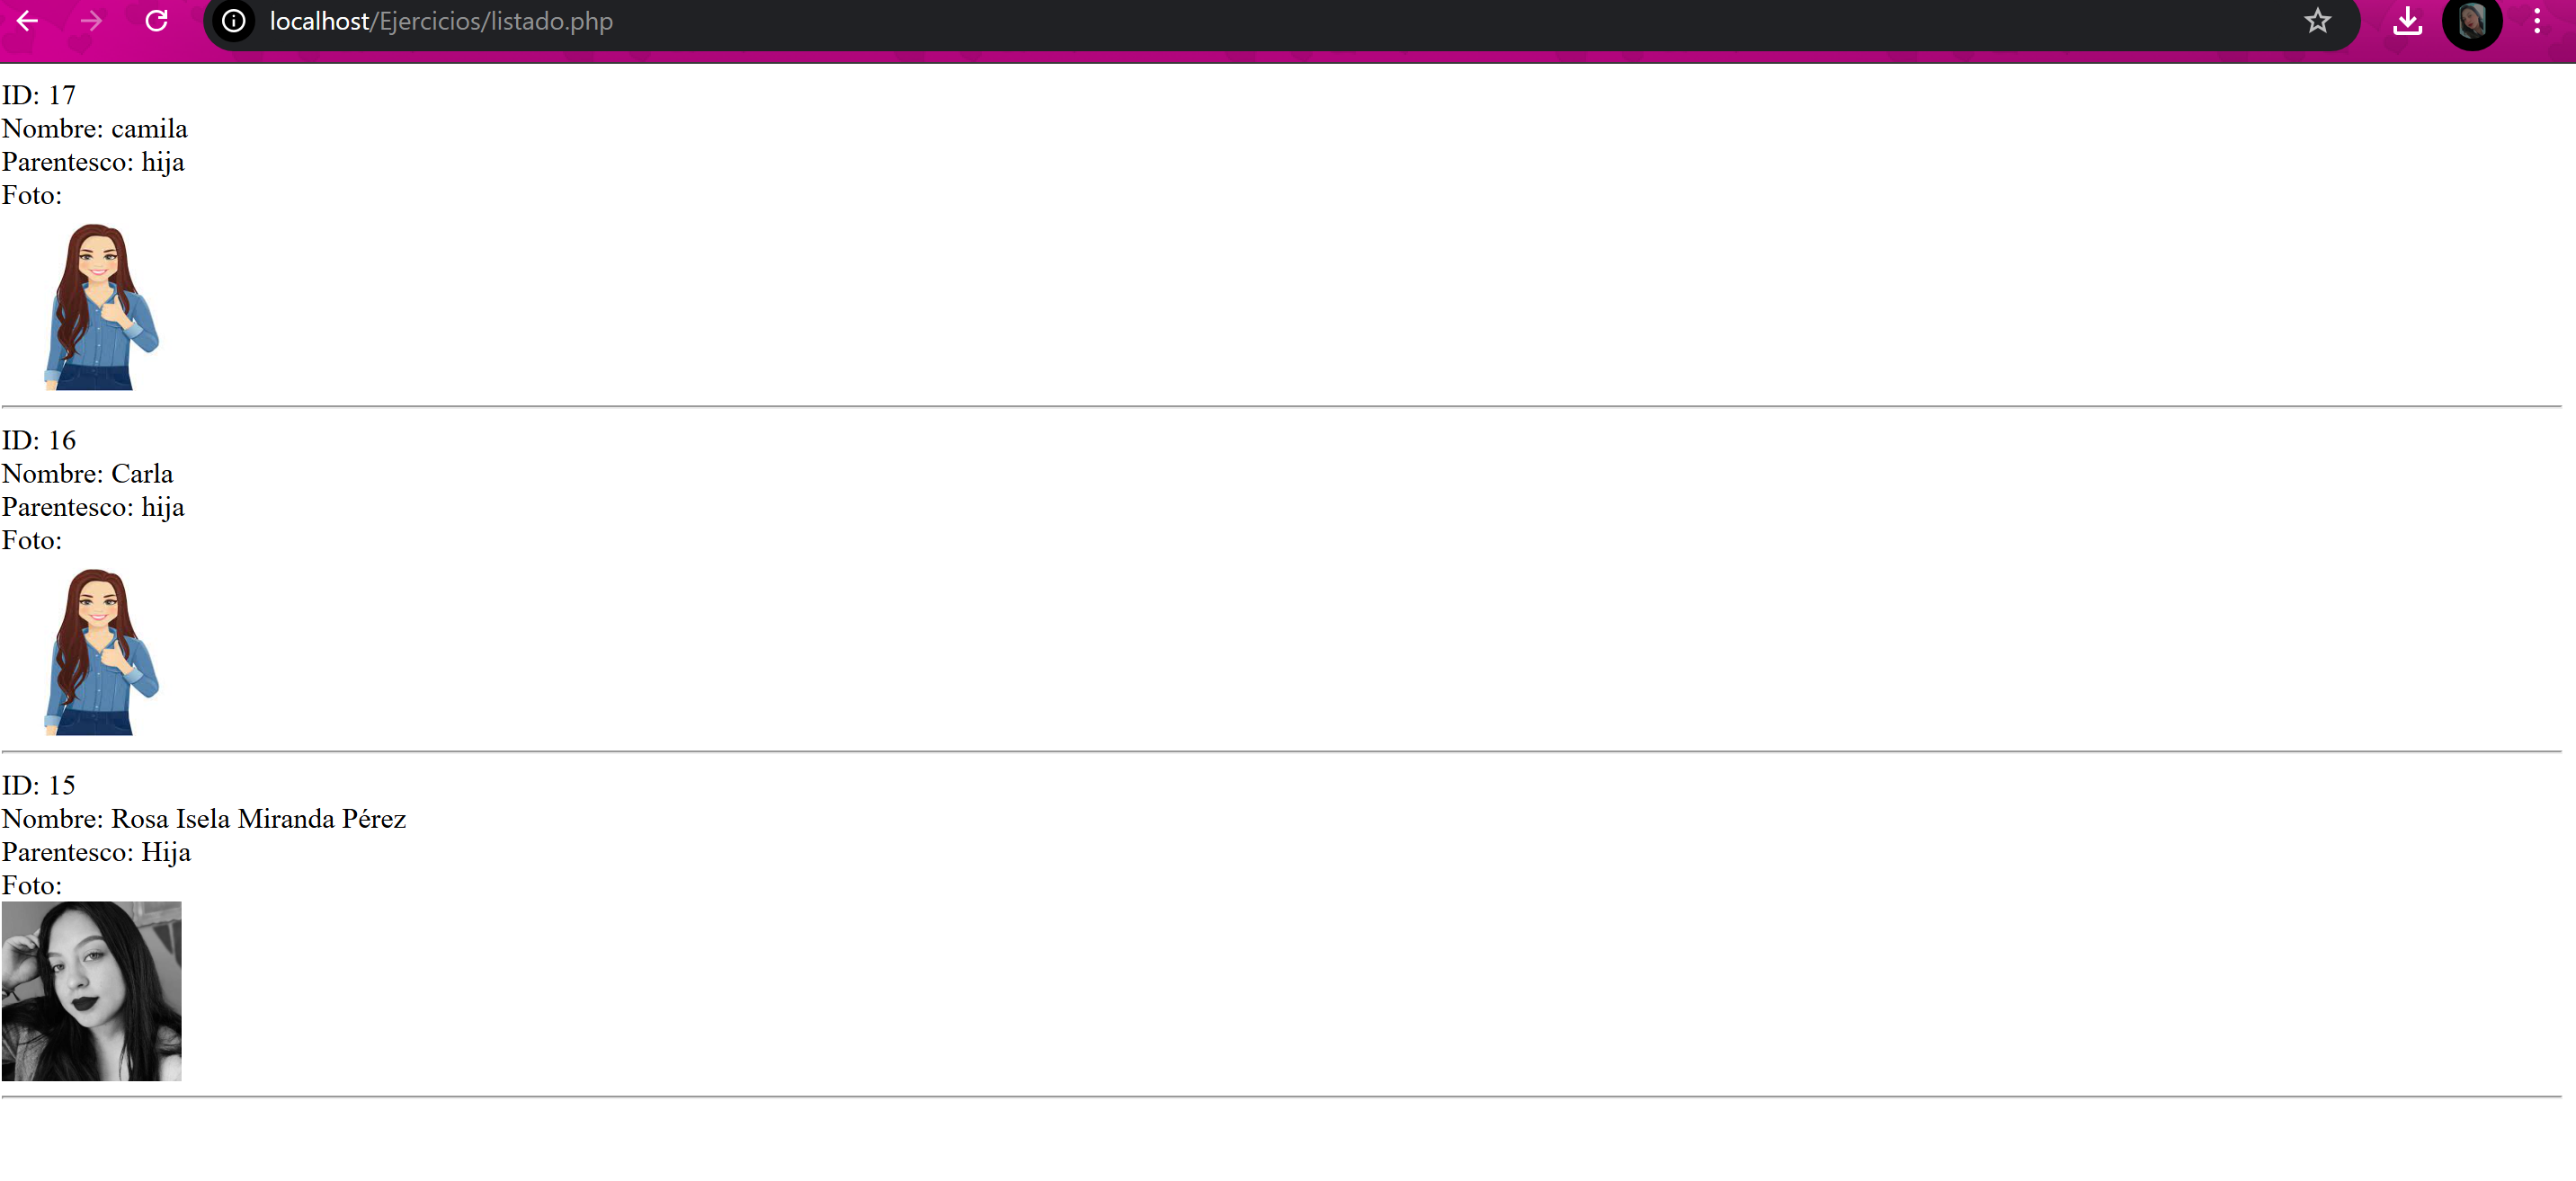 localhost/Ejercicios/listado.php
ID: 17
Nombre: camila
Parentesco: hija
Foto:
ID: 16
Nombre: Carla
Parentesco: hija
Foto:
ID: 15
Nombre: Rosa Isela Miranda Pérez
Parentesco: Hija
Foto: